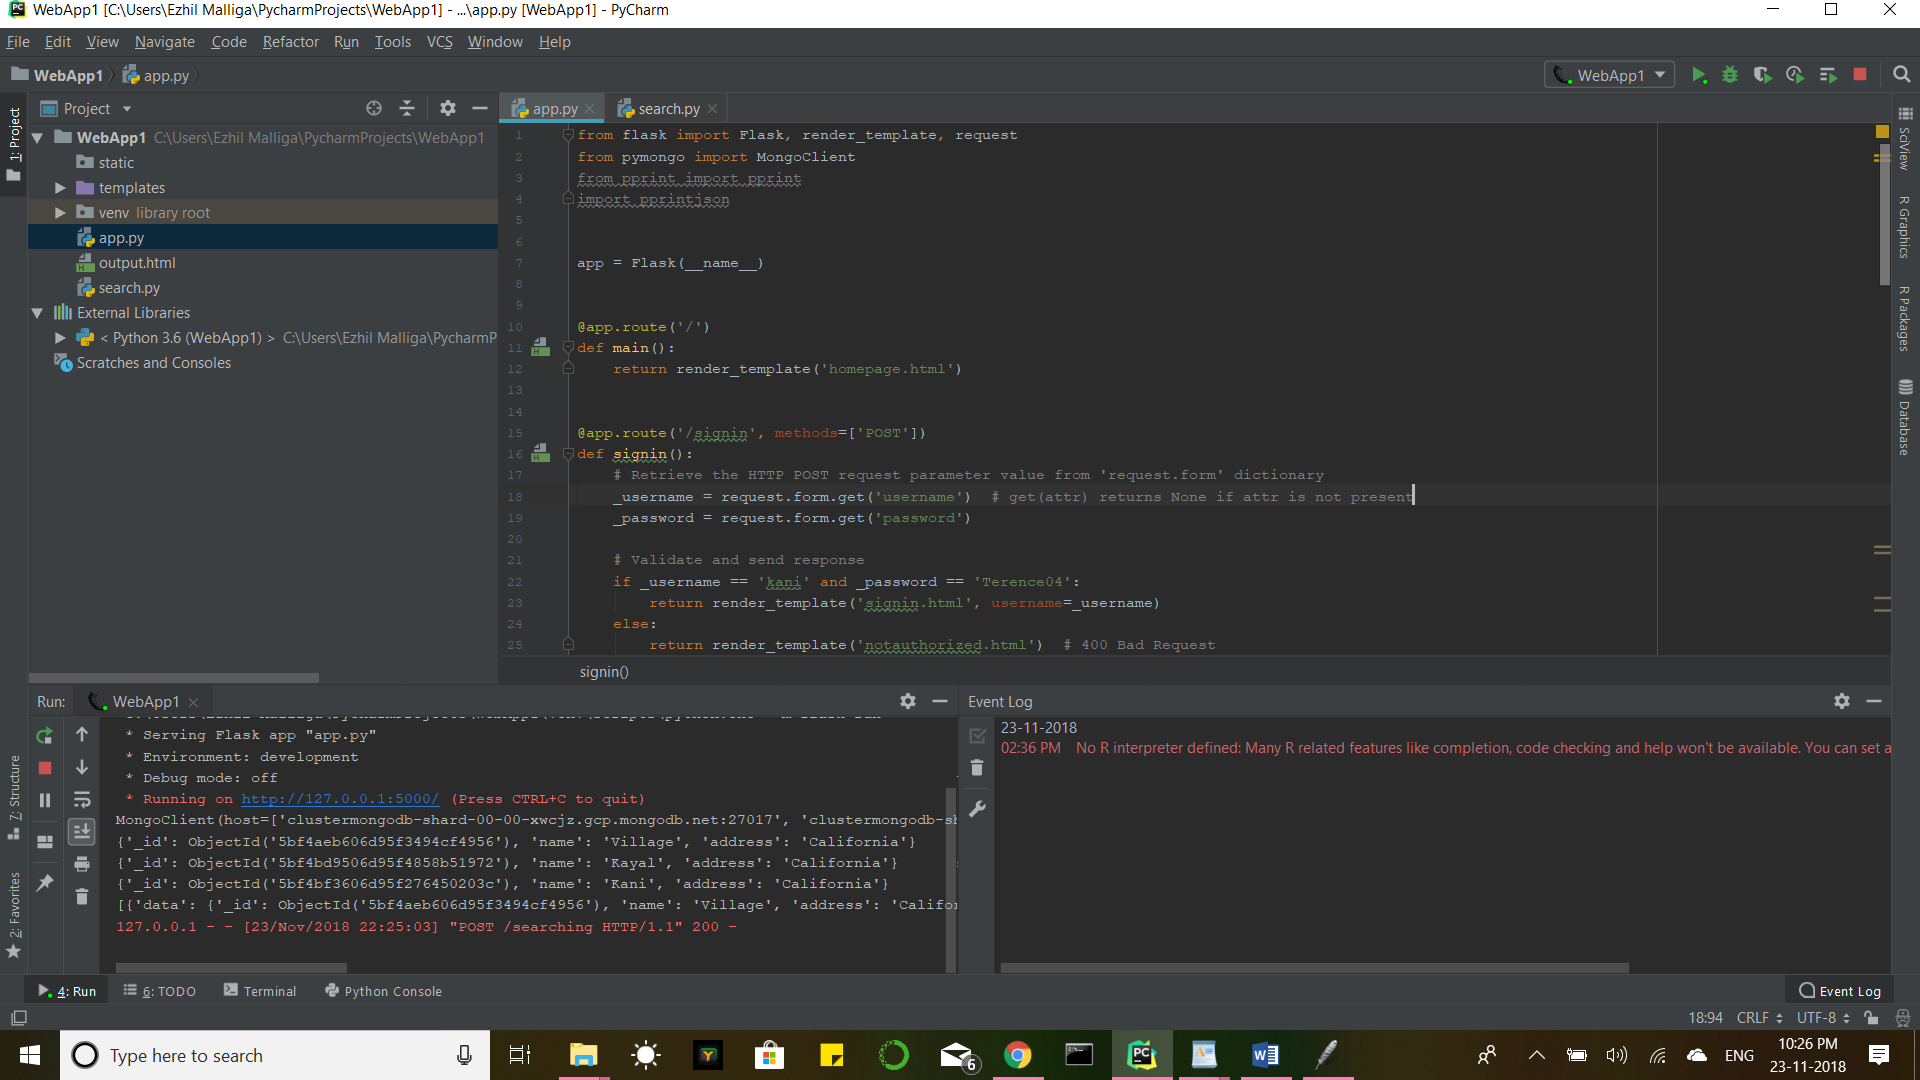 WebApp1 [C:\Users\Ezhil Malliga\PycharmProjects\WebApp1] - ...\app.py [WebApp1] - PyCharm
File Edit View Navigate Code Refactor Run Tools VCS Window Help
WebApp1 app.py WebApp1
Project
app.py search.py
1: Project
WebApp1 C:\Users\Ezhil Malliga\PycharmProjects\WebApp1
static
templates
venv library root
app.py
output.html
search.py
External Libraries
< Python 3.6 (WebApp1) > C:\Users\Ezhil Malliga\PycharmP
Scratches and Consoles
1 from flask import Flask, render_template, request
2 from pymongo import MongoClient
3 from pprint import pprint
4 import pprintjson
5
6
7 app = Flask(__name__)
8
9
10 @app.route('/')
11 def main():
12 return render_template('homepage.html')
13
14
15 @app.route('/signin', methods=['POST'])
16 def signin():
17 # Retrieve the HTTP POST request parameter value from 'request.form' dictionary
18 _username = request.form.get('username')  # get(attr) returns None if attr is not present
19 _password = request.form.get('password')
20
21 # Validate and send response
22 if _username == 'kani' and _password == 'Terence04':
23 return render_template('signin.html', username=_username)
24 else:
25 return render_template('notauthorized.html')  # 400 Bad Request
signin()
SciView
R Graphics
R Packages
Database
Run: WebApp1
* Serving Flask app "app.py"
* Environment: development
* Debug mode: off
* Running on http://127.0.0.1:5000/ (Press CTRL+C to quit)
MongoClient(host=['clustermongodb-shard-00-00-xwcjz.gcp.mongodb.net:27017', 'clustermongodb-sh
{'_id': ObjectId('5bf4aeb606d95f3494cf4956'), 'name': 'Village', 'address': 'California'}
{'_id': ObjectId('5bf4bd9506d95f4858b51972'), 'name': 'Kayal', 'address': 'California'}
{'_id': ObjectId('5bf4bf3606d95f276450203c'), 'name': 'Kani', 'address': 'California'}
[{'data': {'_id': ObjectId('5bf4aeb606d95f3494cf4956'), 'name': 'Village', 'address': 'Califor
127.0.0.1 - - [23/Nov/2018 22:25:03] "POST /searching HTTP/1.1" 200 -
Event Log
23-11-2018
02:36 PM No R interpreter defined: Many R related features like completion, code checking and help won't be available. You can set a
7: Structure
2: Favorites
4: Run 6: TODO Terminal Python Console Event Log
18:94 CRLF UTF-8
Type here to search
6
ENG
10:26 PM
23-11-2018